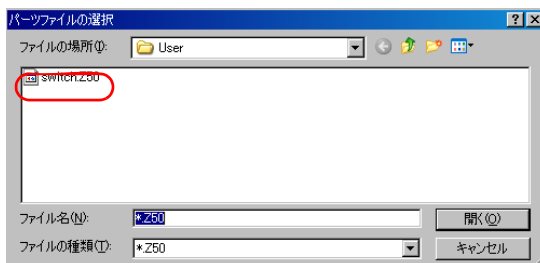 パーツファイルの選択
ファイルの場所(I): User
switch.Z50
ファイル名(N): *.Z50 開く(O)
ファイルの種類(T): *.Z50 キャンセル